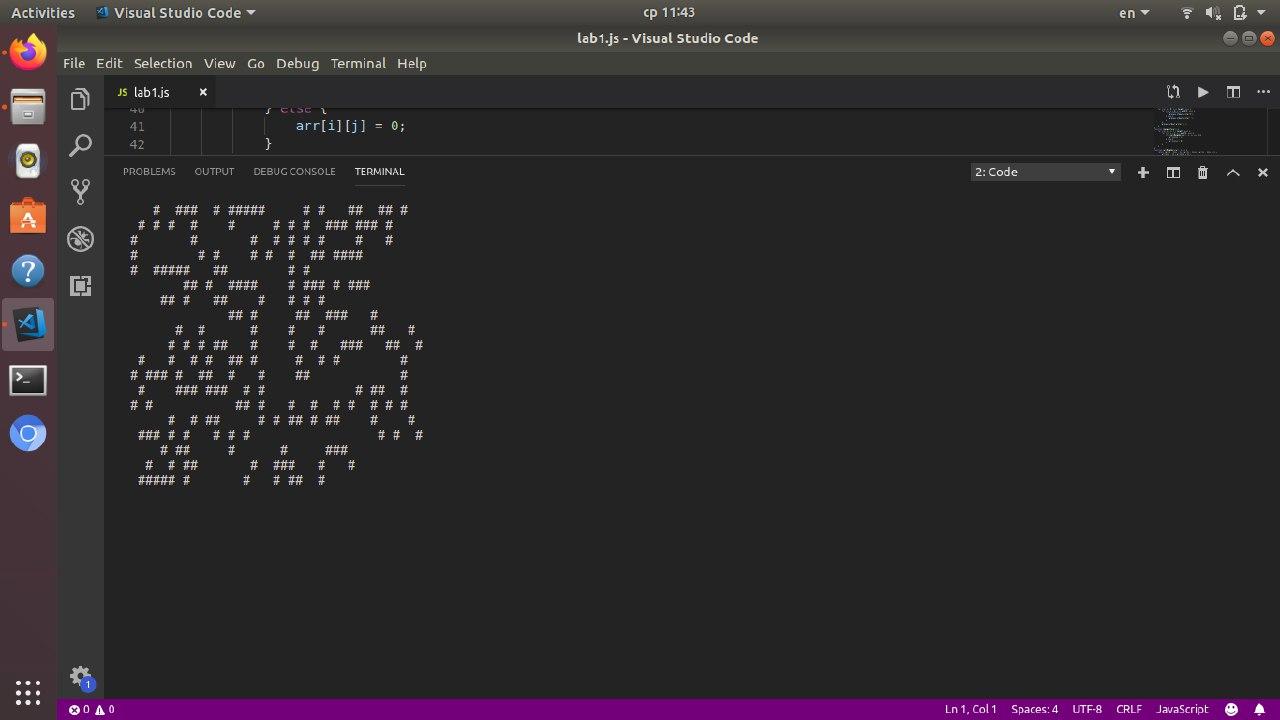 Activities Visual Studio Code ср 11:43 en
lab1.js - Visual Studio Code
File Edit Selection View Go Debug Terminal Help
JS lab1.js
40 } else {
41 arr[i][j] = 0;
42 }
PROBLEMS OUTPUT DEBUG CONSOLE TERMINAL 2: Code
   #  ###  # #####     # #   ##  ## #
 # # #  #    #     # # #  ### ### #
#       #       #  # # # #    #   #
#        # #    # #  #  ## ####
#  #####   ##        # #
       ## #  ####    # ### # ###
    ## #   ##    #   # # #
             ## #     ##  ###   #
      #  #      #    #   #      ##   #
     # # # ##   #    #  #   ###   ##  #
 #   #  # #  ## #     #  # #        #
# ### #  ##  #   #    ##            #
 #    ### ###  # #            # ##  #
# #           ## #   #  #  # #  # # #
     #  # ##     # # ## # ##    #    #
 ### # #   # # #                 # #  #
    # ##     #      #     ###
  #  # ##       #  ###   #   #
 ##### #       #   # ##  #
1
0 0 Ln 1, Col 1 Spaces: 4 UTF-8 CRLF JavaScript